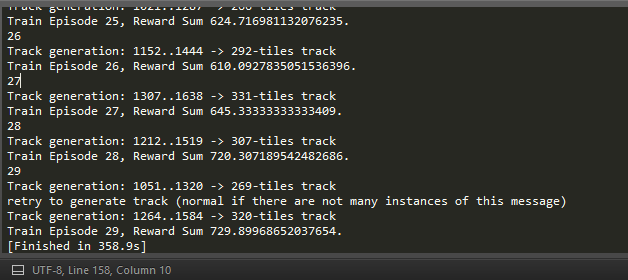 Track generation: 1021..1287 -> 266-tiles track
Train Episode 25, Reward Sum 624.716981132076235.
26
Track generation: 1152..1444 -> 292-tiles track
Train Episode 26, Reward Sum 610.0927835051536396.
27
Track generation: 1307..1638 -> 331-tiles track
Train Episode 27, Reward Sum 645.33333333333409.
28
Track generation: 1212..1519 -> 307-tiles track
Train Episode 28, Reward Sum 720.307189542482686.
29
Track generation: 1051..1320 -> 269-tiles track
retry to generate track (normal if there are not many instances of this message)
Track generation: 1264..1584 -> 320-tiles track
Train Episode 29, Reward Sum 729.89968652037654.
[Finished in 358.9s]
UTF-8, Line 158, Column 10